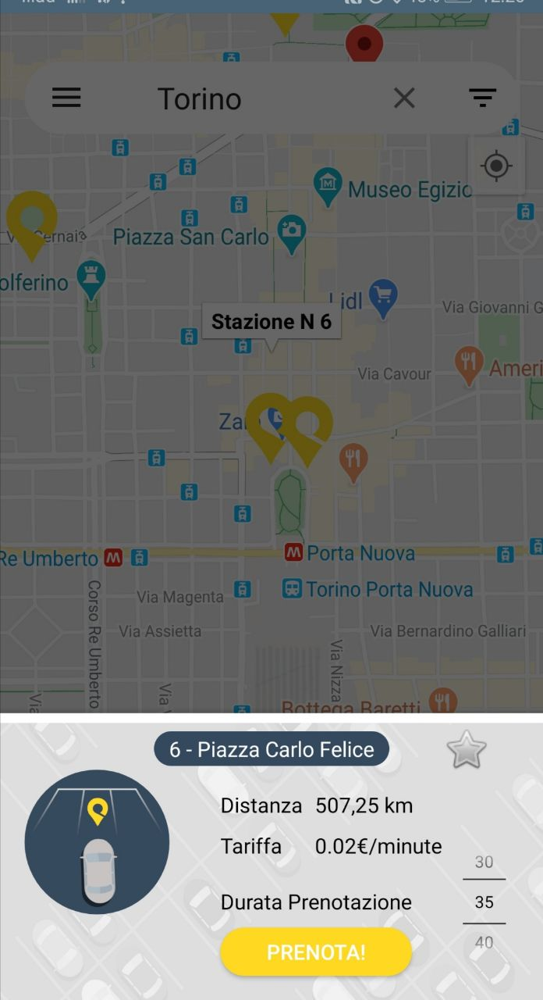 Torino
Museo Egizio
Piazza San Carlo
olferino
Lidl
Via Giovanni G
Stazione N 6
Via Cavour
Ameri
Za
M
Re Umberto
M
Porta Nuova
Torino Porta Nuova
Via Magenta
Via Assietta
Via Bernardino Galliari
Corso Re Umberto
Via Nizza
Via
Via
Bottega Baretti
6 - Piazza Carlo Felice
Distanza 507,25 km
Tariffa 0.02€/minute
30
Durata Prenotazione 35
40
PRENOTA!